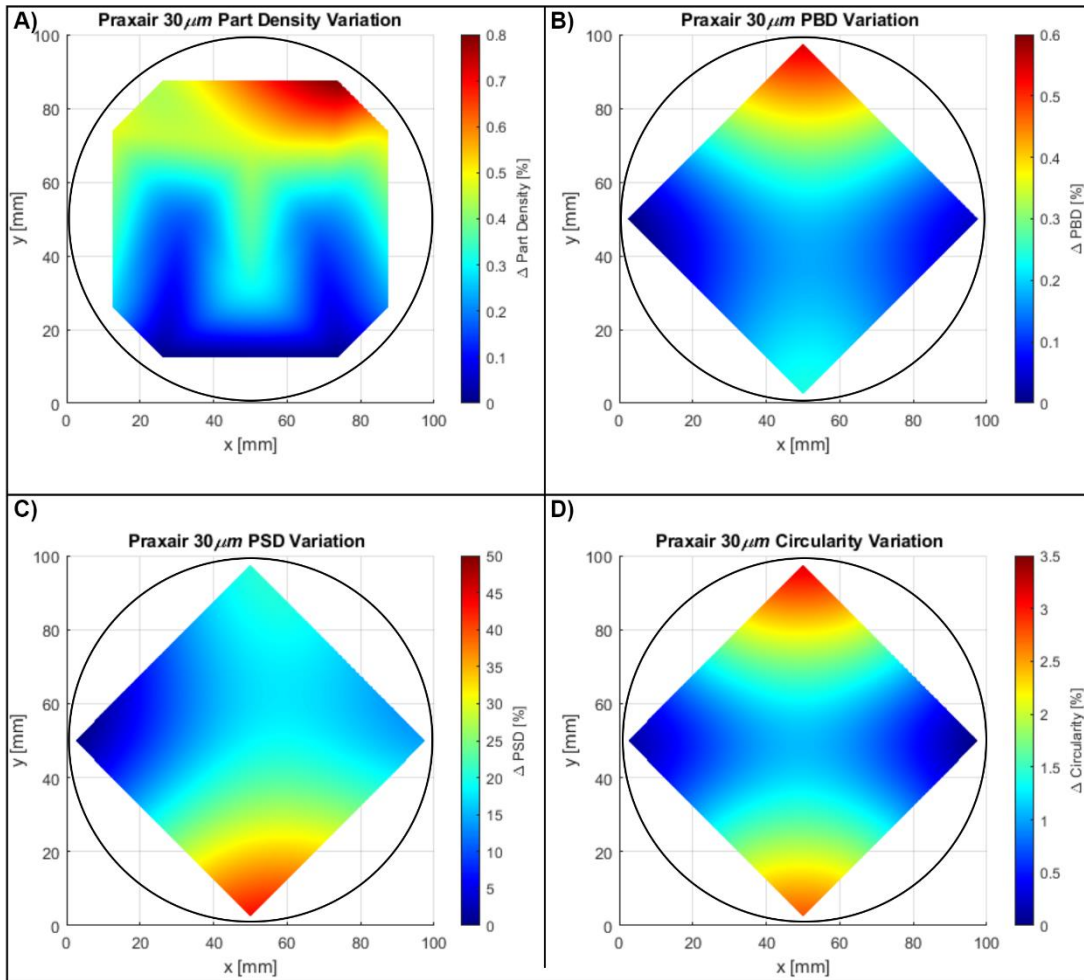 A)
Praxair 30μm Part Density Variation
100
80
60
40
20
0
y [mm]
0 20 40 60 80 100
x [mm]
0.8
0.7
0.6
0.5
0.4
0.3
0.2
0.1
0
Δ Part Density [%]
B)
Praxair 30μm PBD Variation
100
80
60
40
20
0
y [mm]
0 20 40 60 80 100
x [mm]
0.6
0.5
0.4
0.3
0.2
0.1
0
Δ PBD [%]
C)
Praxair 30μm PSD Variation
100
80
60
40
20
0
y [mm]
0 20 40 60 80 100
x [mm]
50
45
40
35
30
25
20
15
10
5
0
Δ PSD [%]
D)
Praxair 30μm Circularity Variation
100
80
60
40
20
0
y [mm]
0 20 40 60 80 100
x [mm]
3.5
3
2.5
2
1.5
1
0.5
0
Δ Circularity [%]